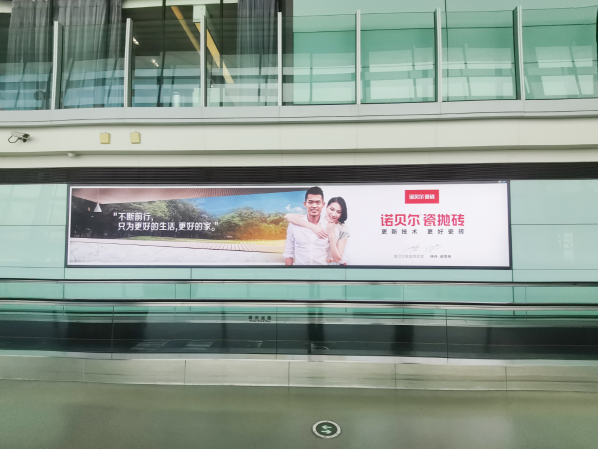 “不断前行，
只为更好的生活，更好的家。”
诺贝尔瓷砖
诺贝尔 瓷抛砖
更新技术 更好瓷砖